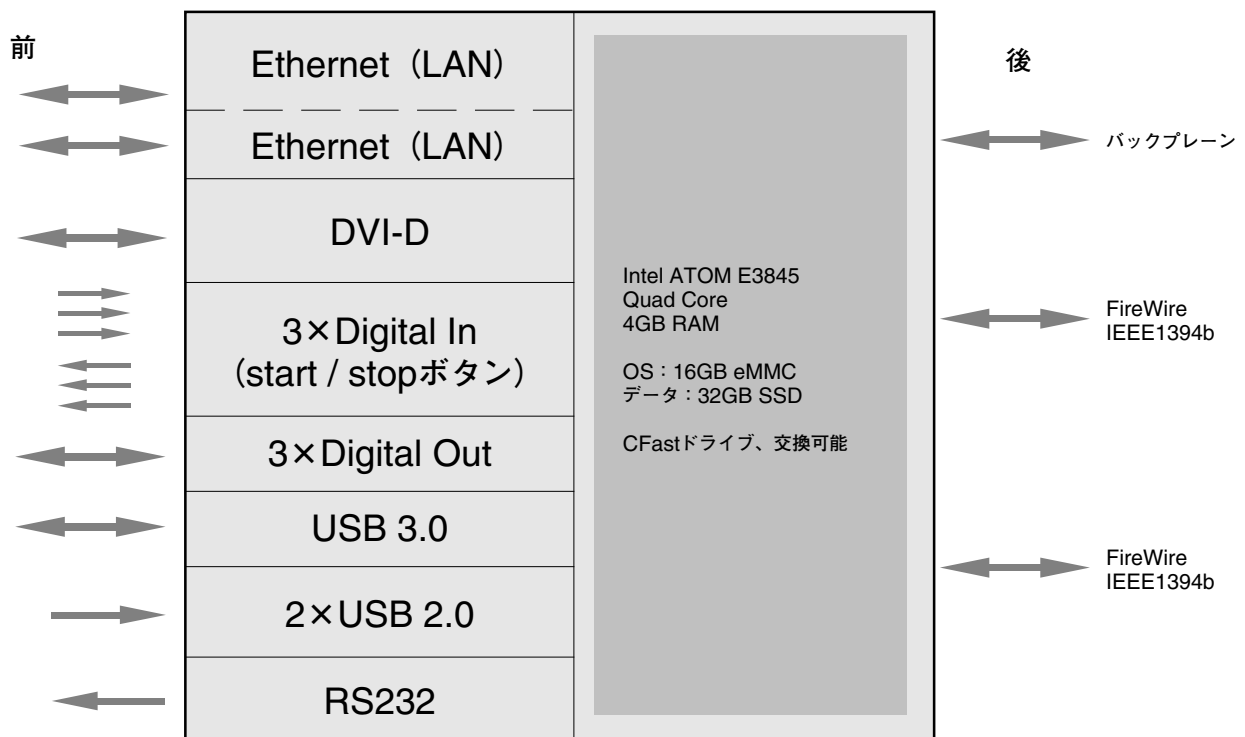 前
Ethernet（LAN）
Ethernet（LAN）
DVI-D
3×Digital In
（start / stopボタン）
3×Digital Out
USB 3.0
2×USB 2.0
RS232
Intel ATOM E3845
Quad Core
4GB RAM
OS：16GB eMMC
データ：32GB SSD
CFastドライブ、交換可能
後
バックプレーン
FireWire
IEEE1394b
FireWire
IEEE1394b